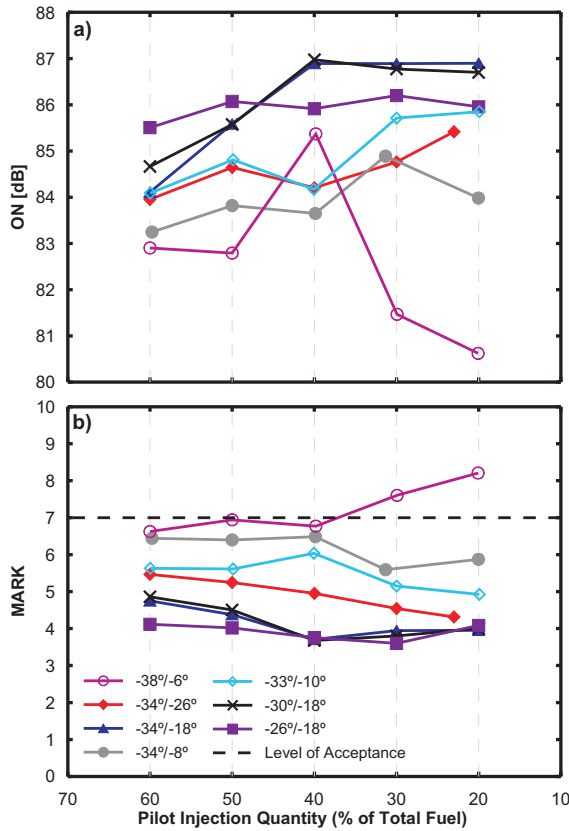 a)
88
87
86
85
84
83
82
81
80
ON [dB]
b)
10
9
8
7
6
5
4
3
2
1
0
MARK
-38º/-6º
-34º/-26º
-34º/-18º
-34º/-8º
-33º/-10º
-30º/-18º
-26º/-18º
Level of Acceptance
70 60 50 40 30 20 10
Pilot Injection Quantity (% of Total Fuel)